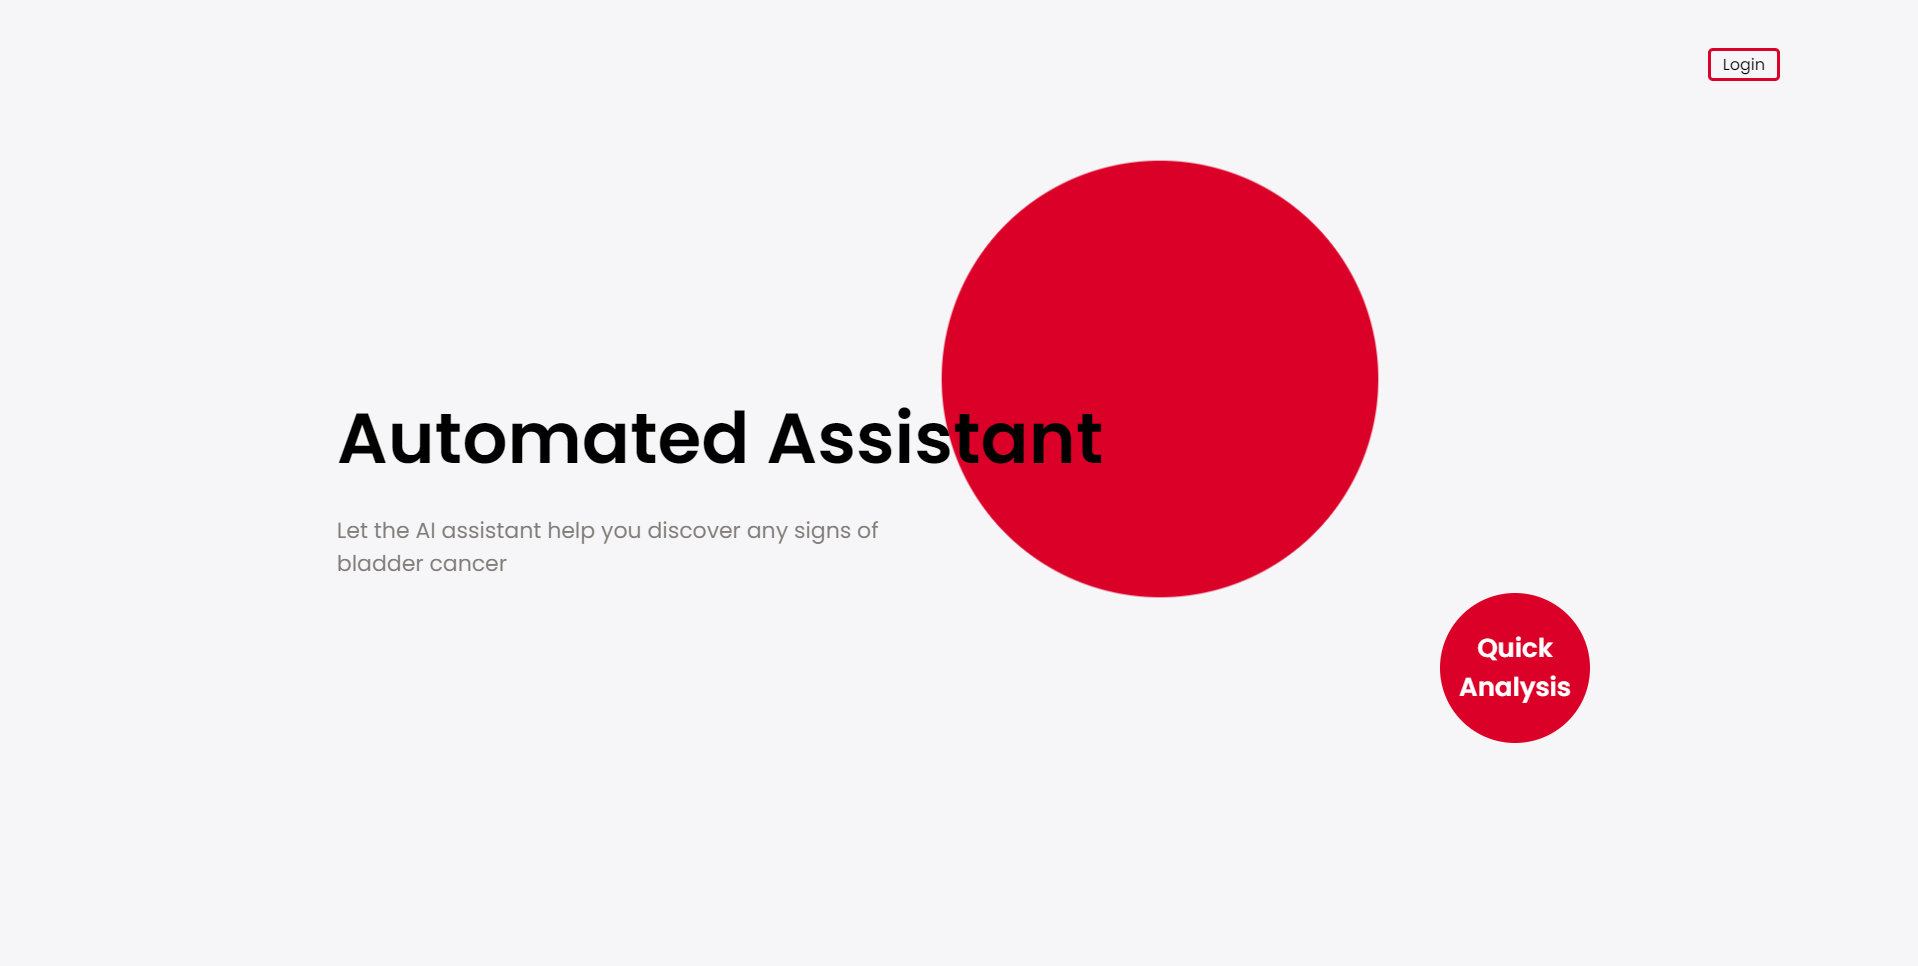 Login
Automated Assistant
Let the AI assistant help you discover any signs of
bladder cancer
Quick
Analysis